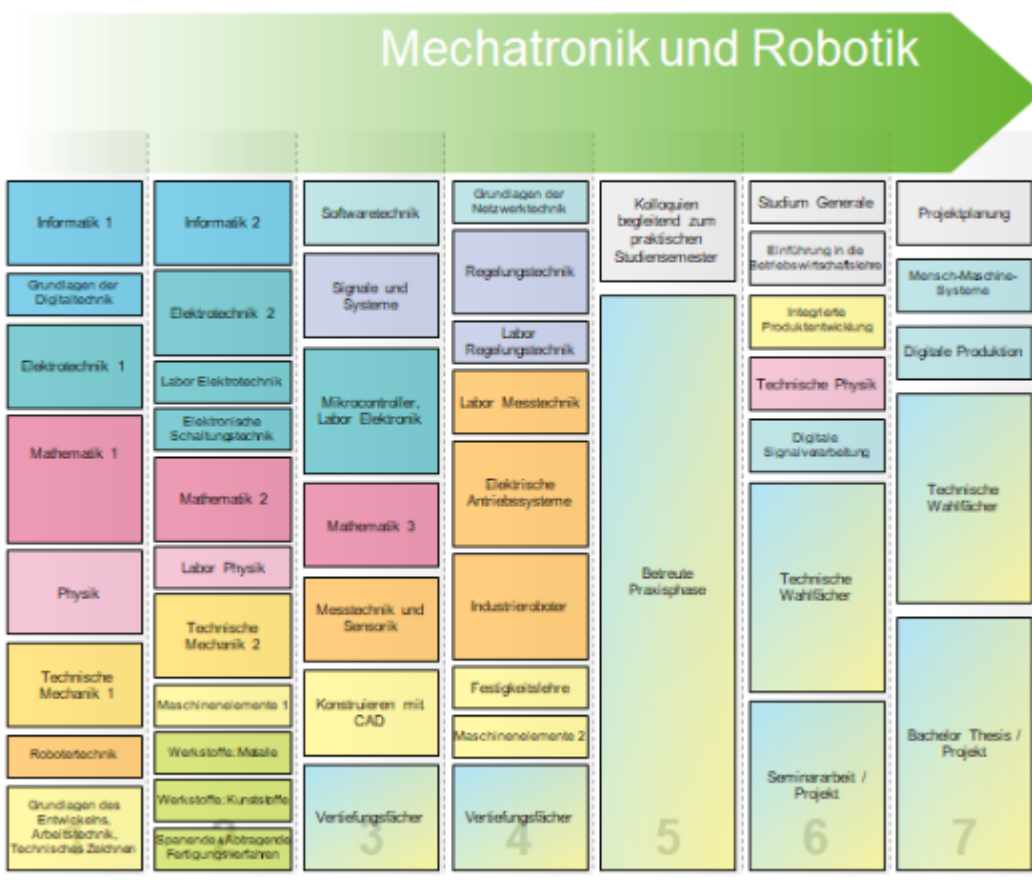 Mechatronik und Robotik
Informatik 1
Grundlagen der
Digitaltechnik
Elektrotechnik 1
Mathematik 1
Physik
Technische
Mechanik 1
Robotertechnik
Grundlagen des
Entwickelns,
Arbeitstechnik,
Technisches Zeichnen
Informatik 2
Elektrotechnik 2
Labor Elektrotechnik
Elektronische
Schaltungstechnik
Mathematik 2
Labor Physik
Technische
Mechanik 2
Maschinenelemente 1
Werkstoffe: Metalle
Werkstoffe: Kunststoffe
Spanende+Abtragende
Fertigungsverfahren
2
Softwaretechnik
Signale und
Systeme
Mikrocontroller,
Labor Elektronik
Mathematik 3
Messtechnik und
Sensorik
Konstruieren mit
CAD
Vertiefungsfächer
3
Grundlagen der
Netzwerktechnik
Regelungstechnik
Labor
Regelungstechnik
Labor Messtechnik
Elektrische
Antriebssysteme
Industrieroboter
Festigkeitslehre
Maschinenelemente 2
Vertiefungsfächer
4
Kolloquien
begleitend zum
praktischen
Studiensemester
Betreute
Praxisphase
5
Studium Generale
Einführung in die
Betriebswirtschaftslehre
Integrierte
Produktentwicklung
Technische Physik
Digitale
Signalverarbeitung
Technische
Wahlfächer
Seminararbeit /
Projekt
6
Projektplanung
Mensch-Maschine-
Systeme
Digitale Produktion
Technische
Wahlfächer
Bachelor Thesis /
Projekt
7